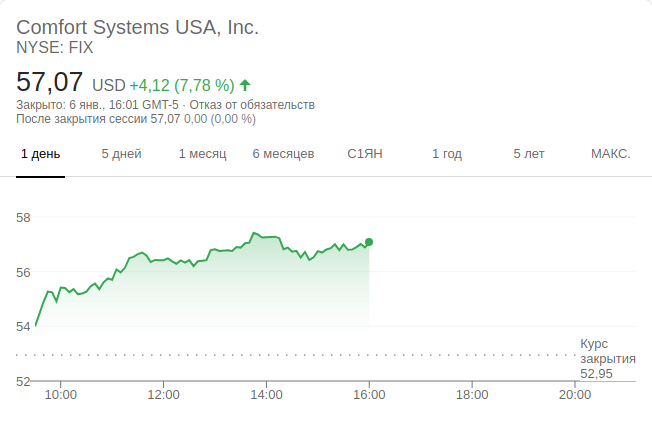 Comfort Systems USA, Inc.
NYSE: FIX
57,07 USD +4,12 (7,78 %)
Закрыто: 6 янв., 16:01 GMT-5 · Отказ от обязательств
После закрытия сессии 57,07 0,00 (0,00 %)
1 день 5 дней 1 месяц 6 месяцев С1ЯН 1 год 5 лет МАКС.
58
56
54
Курс
закрытия
52,95
52
10:00 12:00 14:00 16:00 18:00 20:00